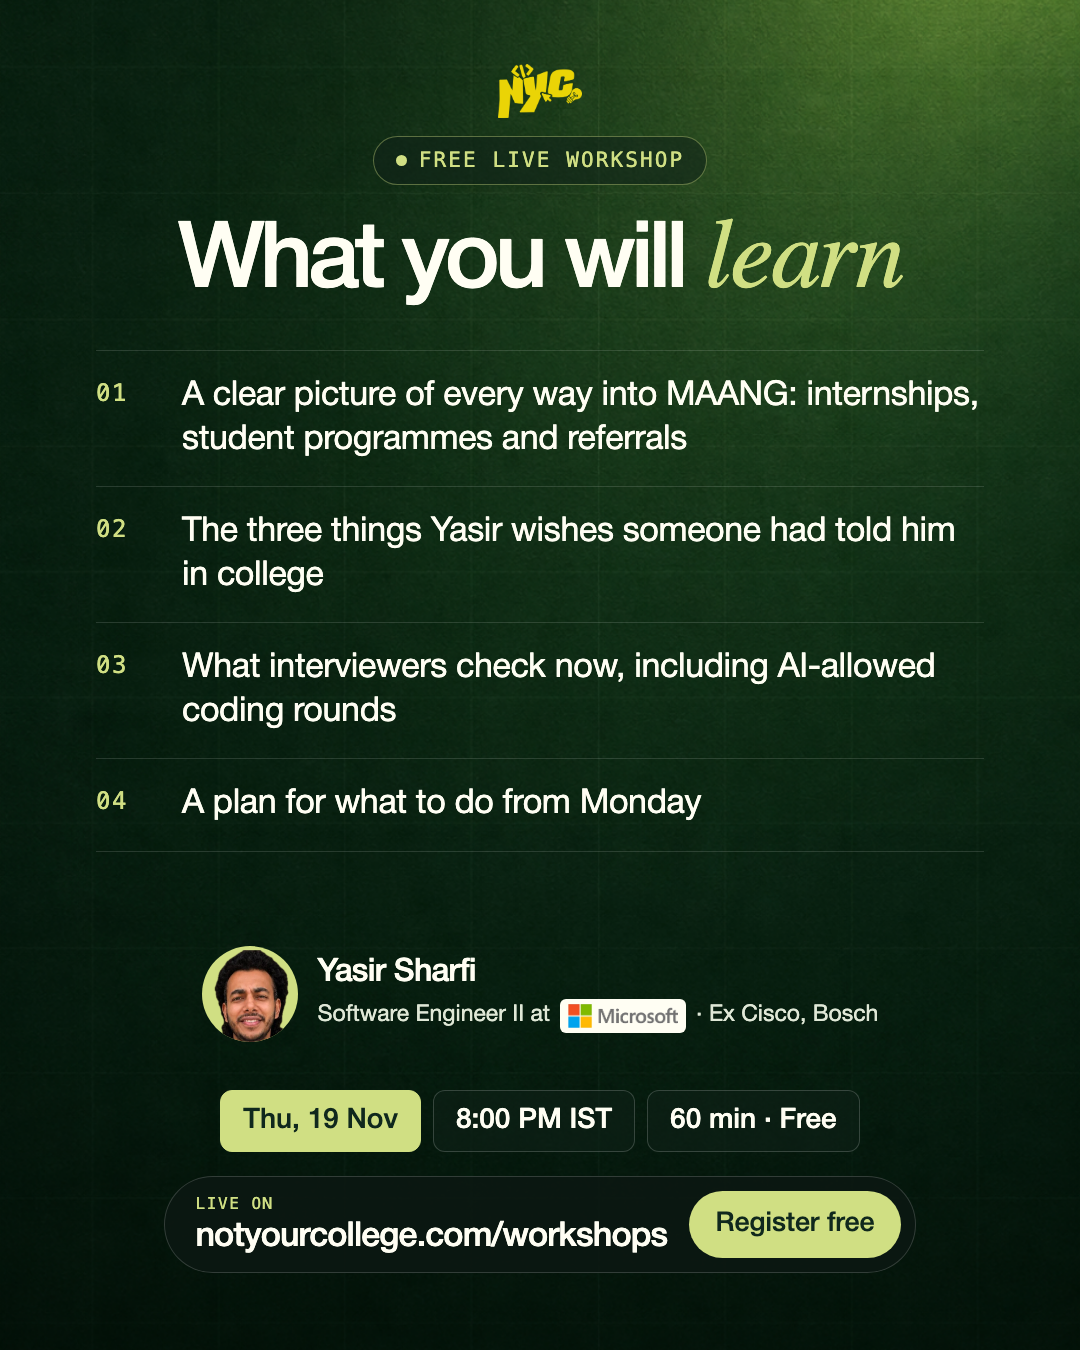 NYC
FREE LIVE WORKSHOP
What you will learn
01 A clear picture of every way into MAANG: internships,
student programmes and referrals
02 The three things Yasir wishes someone had told him
in college
03 What interviewers check now, including AI-allowed
coding rounds
04 A plan for what to do from Monday
Yasir Sharfi
Software Engineer II at Microsoft · Ex Cisco, Bosch
Thu, 19 Nov 8:00 PM IST 60 min · Free
LIVE ON
notyourcollege.com/workshops Register free